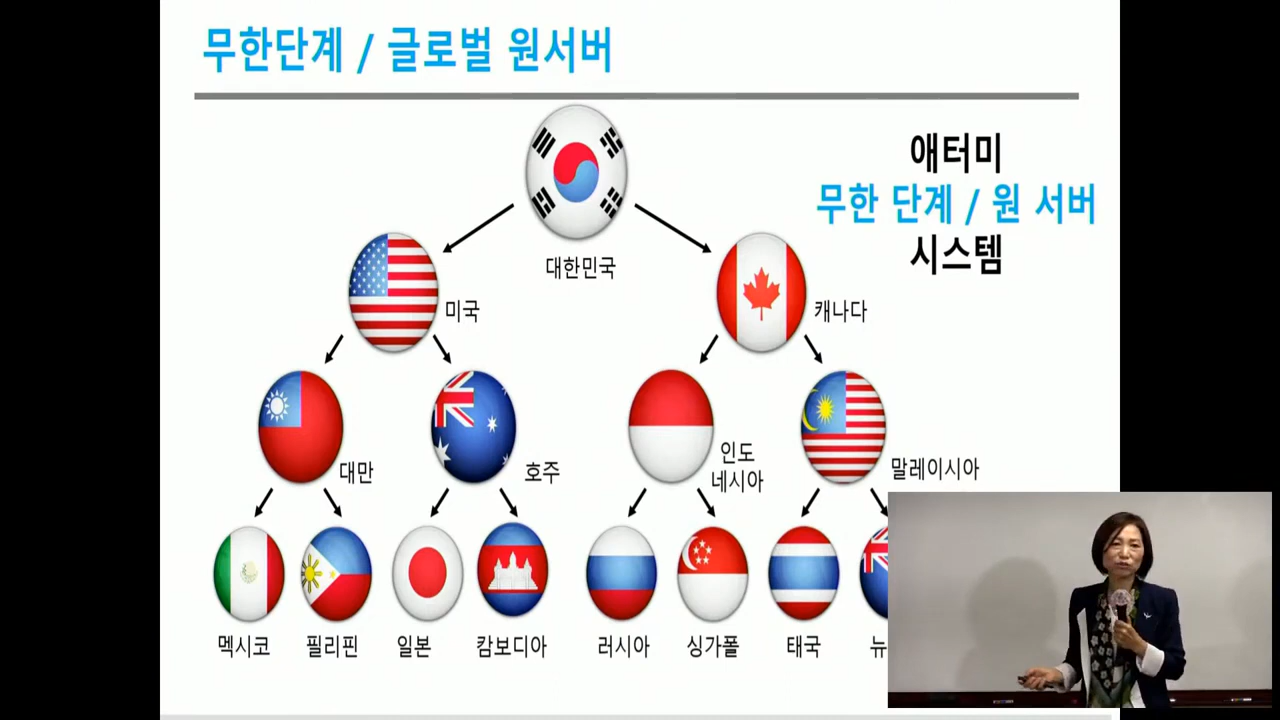 무한단계 / 글로벌 원서버
애터미
무한 단계 / 원 서버
시스템
대한민국
미국
캐나다
대만
호주
인도
네시아
말레이시아
멕시코
필리핀
일본
캄보디아
러시아
싱가폴
태국
뉴